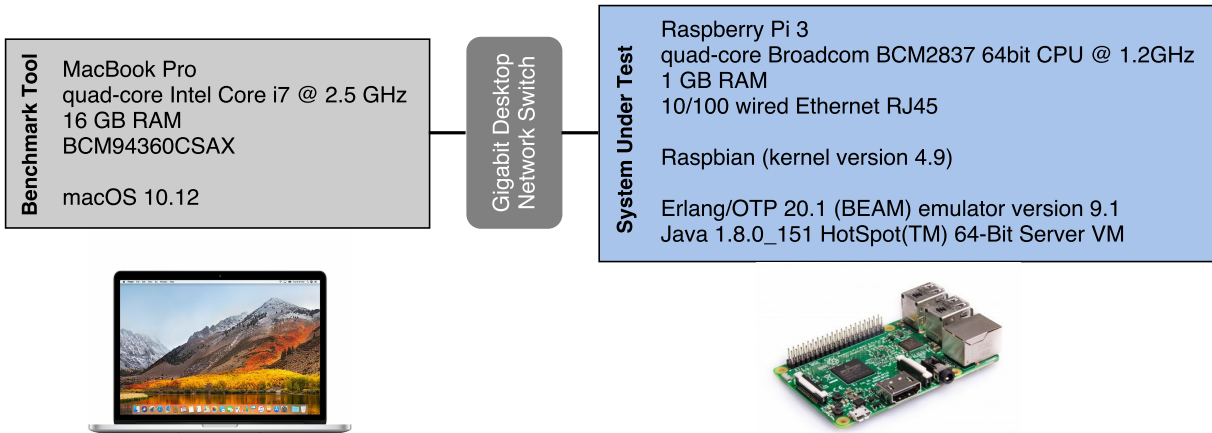 Benchmark Tool
MacBook Pro
quad-core Intel Core i7 @ 2.5 GHz
16 GB RAM
BCM94360CSAX
macOS 10.12
Gigabit Desktop
Network Switch
System Under Test
Raspberry Pi 3
quad-core Broadcom BCM2837 64bit CPU @ 1.2GHz
1 GB RAM
10/100 wired Ethernet RJ45
Raspbian (kernel version 4.9)
Erlang/OTP 20.1 (BEAM) emulator version 9.1
Java 1.8.0_151 HotSpot(TM) 64-Bit Server VM